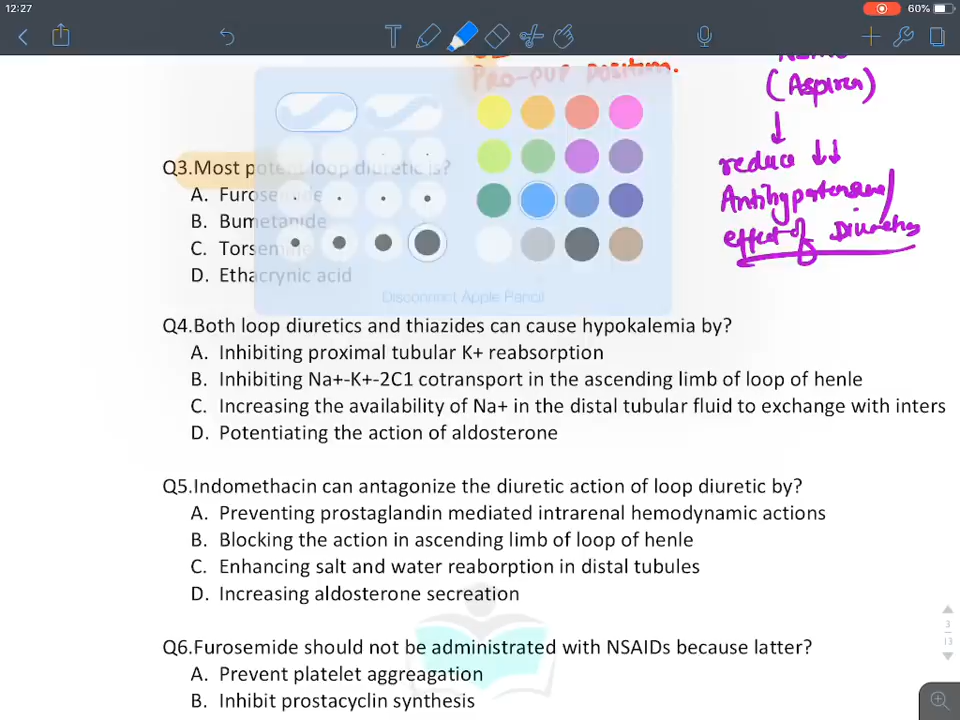 12:27
60%
T
PRO-PUP POSITION.
(Aspirin)
reduce ↓↓
Antihypertensive
effect of Diuretics
Q3.Most potent loop diuretic is?
A. Furosemide
B. Bumetanide
C. Torsemide
D. Ethacrynic acid
Disconnect Apple Pencil
Q4.Both loop diuretics and thiazides can cause hypokalemia by?
A. Inhibiting proximal tubular K+ reabsorption
B. Inhibiting Na+-K+-2C1 cotransport in the ascending limb of loop of henle
C. Increasing the availability of Na+ in the distal tubular fluid to exchange with inters
D. Potentiating the action of aldosterone
Q5.Indomethacin can antagonize the diuretic action of loop diuretic by?
A. Preventing prostaglandin mediated intrarenal hemodynamic actions
B. Blocking the action in ascending limb of loop of henle
C. Enhancing salt and water reaborption in distal tubules
D. Increasing aldosterone secreation
3
13
Q6.Furosemide should not be administrated with NSAIDs because latter?
A. Prevent platelet aggreagation
B. Inhibit prostacyclin synthesis